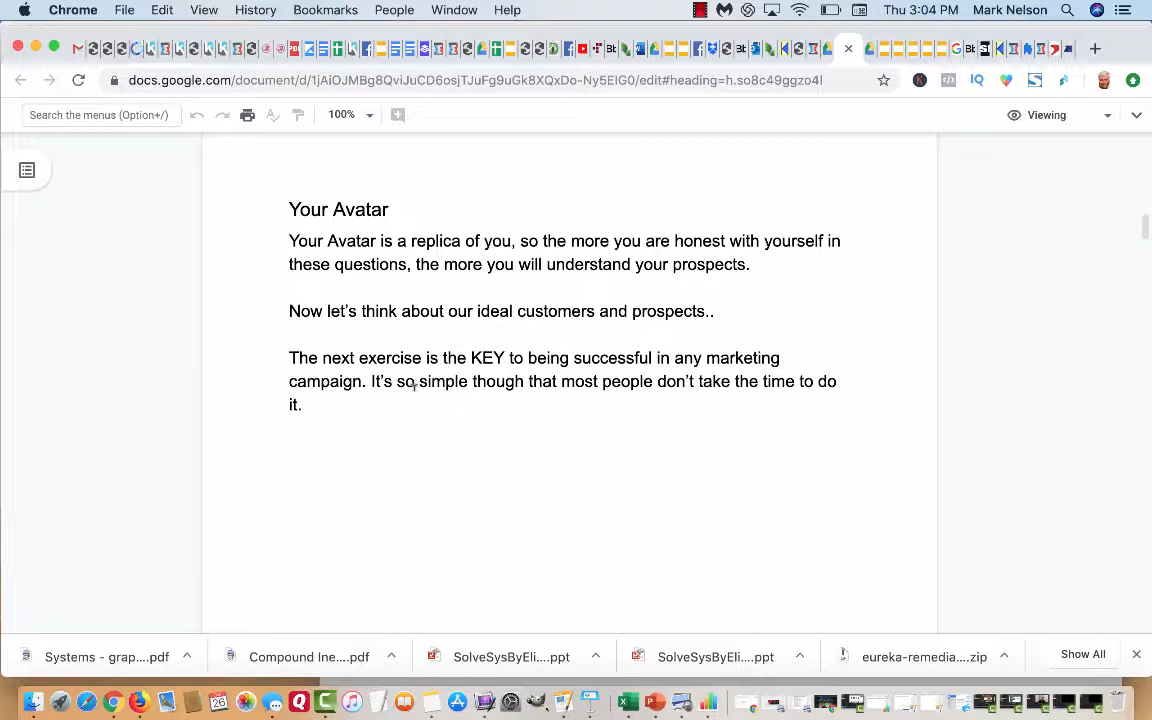 Chrome File Edit View History Bookmarks People Window Help Thu 3:04 PM Mark Nelson
docs.google.com/document/d/1jAiOJMBg8QviJuCD6osjTJuFg9uGk8XQxDo-Ny5EIG0/edit#heading=h.so8c49ggzo4l
Search the menus (Option+/) 100% Viewing
Your Avatar
Your Avatar is a replica of you, so the more you are honest with yourself in
these questions, the more you will understand your prospects.
Now let’s think about our ideal customers and prospects..
The next exercise is the KEY to being successful in any marketing
campaign. It’s so simple though that most people don’t take the time to do
it.
Systems - grap....pdf Compound Ine....pdf SolveSysByEli....ppt SolveSysByEli....ppt eureka-remedia....zip Show All